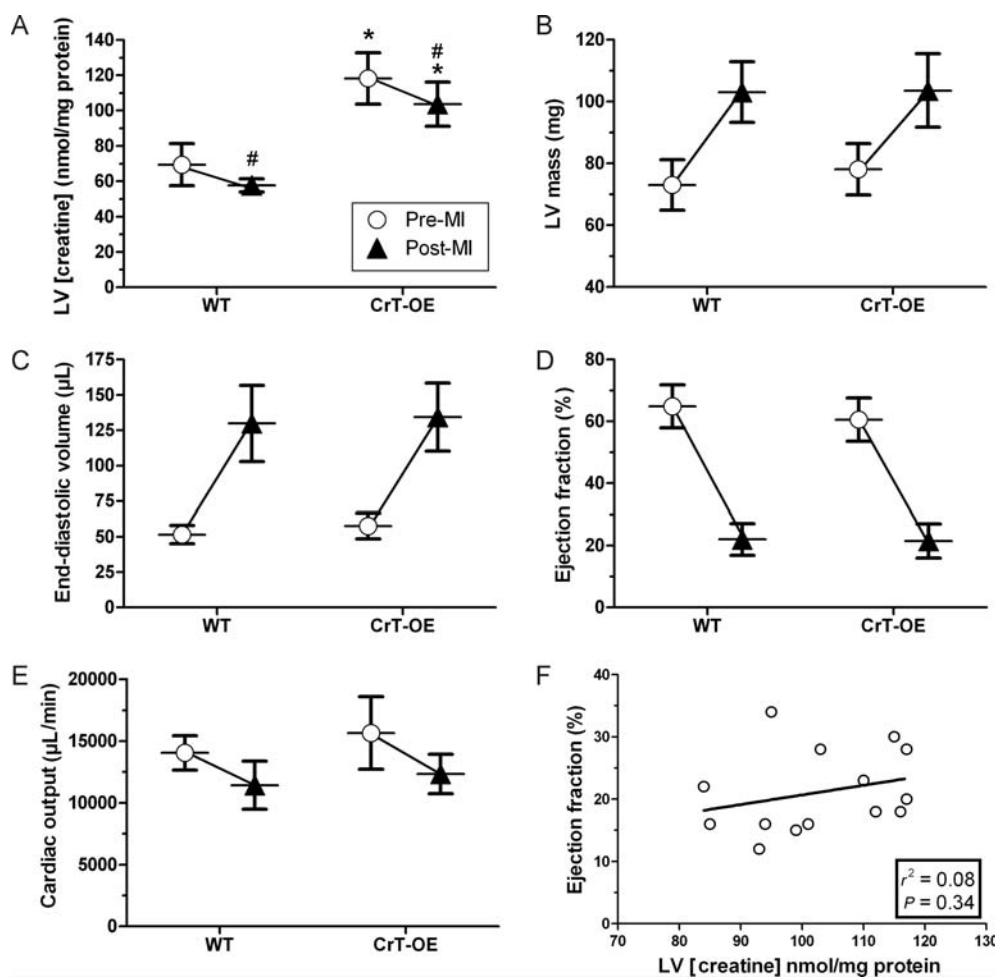 A
LV [creatine] (nmol/mg protein)
140
120
100
80
60
40
20
0
*
#
*
#
Pre-MI
Post-MI
WT
CrT-OE
B
LV mass (mg)
120
100
80
60
40
WT
CrT-OE
C
End-diastolic volume (µL)
175
150
125
100
75
50
25
0
WT
CrT-OE
D
Ejection fraction (%)
80
60
40
20
0
WT
CrT-OE
E
Cardiac output (µL/min)
20000
15000
10000
5000
0
WT
CrT-OE
F
Ejection fraction (%)
40
30
20
10
0
r² = 0.08
P = 0.34
70 80 90 100 110 120 130
LV [creatine] nmol/mg protein